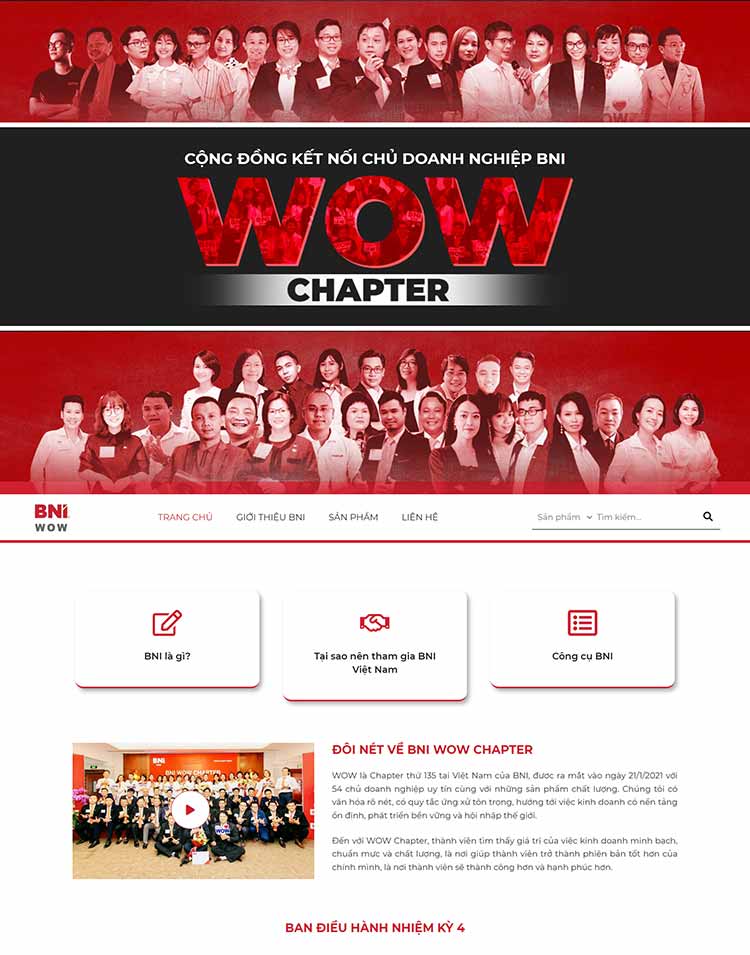 CỘNG ĐỒNG KẾT NỐI CHỦ DOANH NGHIỆP BNI
WOW
CHAPTER
BNI
WOW
TRANG CHỦ
GIỚI THIỆU BNI
SẢN PHẨM
LIÊN HỆ
Sản phẩm
Tìm kiếm...
BNI là gì?
Tại sao nên tham gia BNI
Việt Nam
Công cụ BNI
BNI
BNI WOW CHAPTER
WOW
ĐÔI NÉT VỀ BNI WOW CHAPTER
WOW là Chapter thứ 135 tại Việt Nam của BNI, được ra mắt vào ngày 21/1/2021 với
54 chủ doanh nghiệp uy tín cùng với những sản phẩm chất lượng. Chúng tôi có
văn hóa rõ nét, có quy tắc ứng xử tôn trọng, hướng tới việc kinh doanh có nền tảng
ổn định, phát triển bền vững và hội nhập thế giới.
Đến với WOW Chapter, thành viên tìm thấy giá trị của việc kinh doanh minh bạch,
chuẩn mực và chất lượng, là nơi giúp thành viên trở thành phiên bản tốt hơn của
chính mình, là nơi thành viên sẽ thành công hơn và hạnh phúc hơn.
BAN ĐIỀU HÀNH NHIỆM KỲ 4